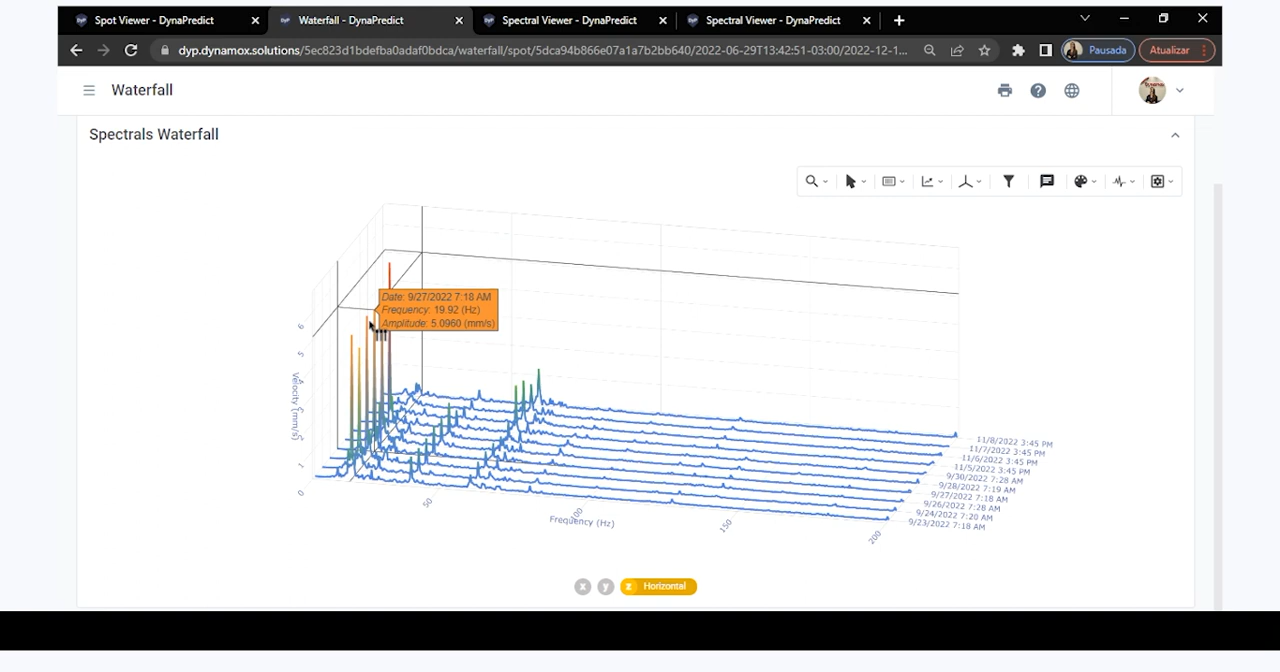 Spot Viewer - DynaPredict
Waterfall - DynaPredict
Spectral Viewer - DynaPredict
Spectral Viewer - DynaPredict
dyp.dynamox.solutions/5ec823d1bdefba0adaf0bdca/waterfall/spot/5dca94b866e07a1a7b2bb640/2022-06-29T13:42:51-03:00/2022-12-1...
Pausada
Atualizar
Waterfall
Spectrals Waterfall
Date: 9/27/2022 7:18 AM
Frequency: 19.92 (Hz)
Amplitude: 5.0960 (mm/s)
6
5
4
3
2
1
0
Velocity [mm/s]
50
100
150
200
Frequency (Hz)
11/8/2022 3:45 PM
11/7/2022 3:45 PM
11/6/2022 3:45 PM
11/5/2022 3:45 PM
9/30/2022 7:28 AM
9/28/2022 7:19 AM
9/27/2022 7:18 AM
9/26/2022 7:28 AM
9/24/2022 7:20 AM
9/23/2022 7:18 AM
x
y
z Horizontal